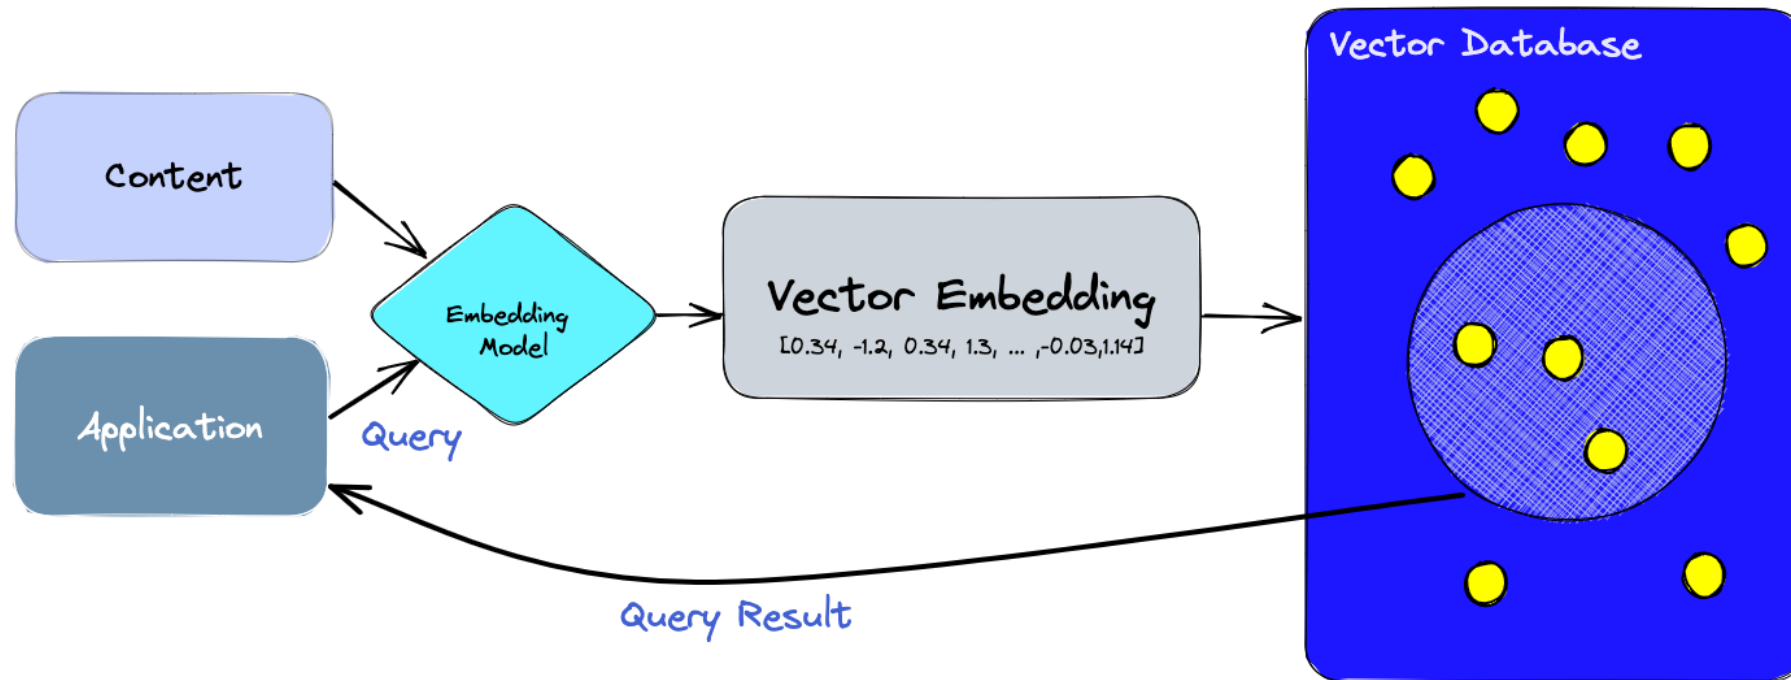 Vector Database
Content
Embedding
Model
Vector Embedding
[0.34, -1.2, 0.34, 1.3, ... ,-0.03,1.14]
Application
Query
Query Result